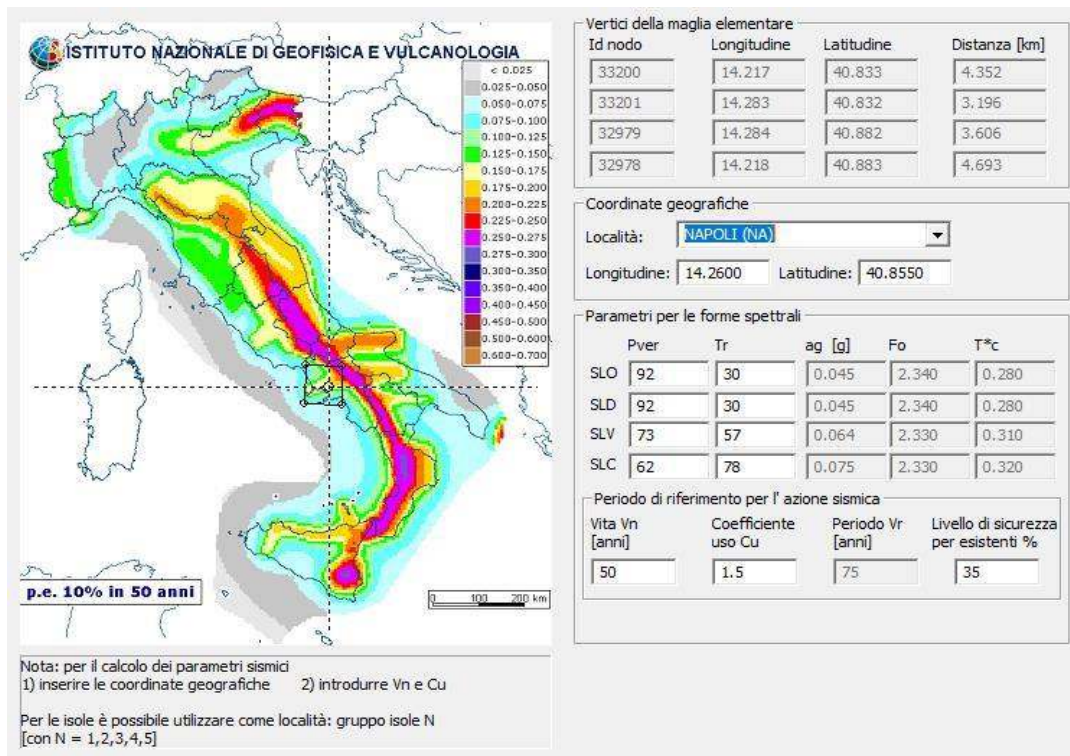 ISTITUTO NAZIONALE DI GEOFISICA E VULCANOLOGIA
< 0.025
0.025-0.050
0.050-0.075
0.075-0.100
0.100-0.125
0.125-0.150
0.150-0.175
0.175-0.200
0.200-0.225
0.225-0.250
0.250-0.275
0.275-0.300
0.300-0.350
0.350-0.400
0.400-0.450
0.450-0.500
0.500-0.600
0.600-0.700
p.e. 10% in 50 anni
0 100 200 km
Nota: per il calcolo dei parametri sismici
1) inserire le coordinate geografiche 2) introdurre Vn e Cu
Per le isole è possibile utilizzare come località: gruppo isole N
[con N = 1,2,3,4,5]
Vertici della maglia elementare
Id nodo Longitudine Latitudine Distanza [km]
33200 14.217 40.833 4.352
33201 14.283 40.832 3.196
32979 14.284 40.882 3.606
32978 14.218 40.883 4.693
Coordinate geografiche
Località: NAPOLI (NA)
Longitudine: 14.2600 Latitudine: 40.8550
Parametri per le forme spettrali
Pver Tr ag [g] Fo T*c
SLO 92 30 0.045 2.340 0.280
SLD 92 30 0.045 2.340 0.280
SLV 73 57 0.064 2.330 0.310
SLC 62 78 0.075 2.330 0.320
Periodo di riferimento per l' azione sismica
Vita Vn Coefficiente Periodo Vr Livello di sicurezza
[anni] uso Cu [anni] per esistenti %
50 1.5 75 35